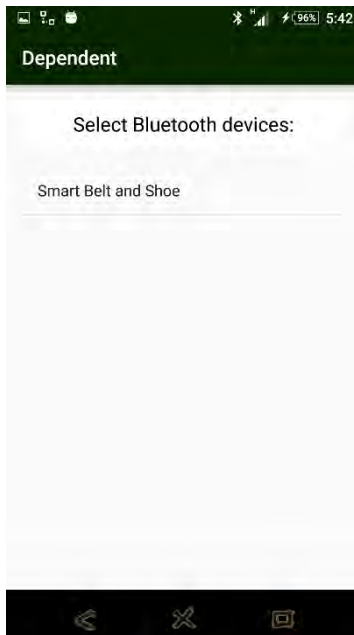 H 96% 5:42
Dependent
Select Bluetooth devices:
Smart Belt and Shoe